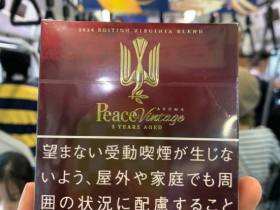 2024 EDITION VIRGINIA BLEND
Peace Vintage
AROMA
3 YEARS AGED
望まない受動喫煙が生じな
いよう、屋外や家庭でも周
囲の状況に配慮すること